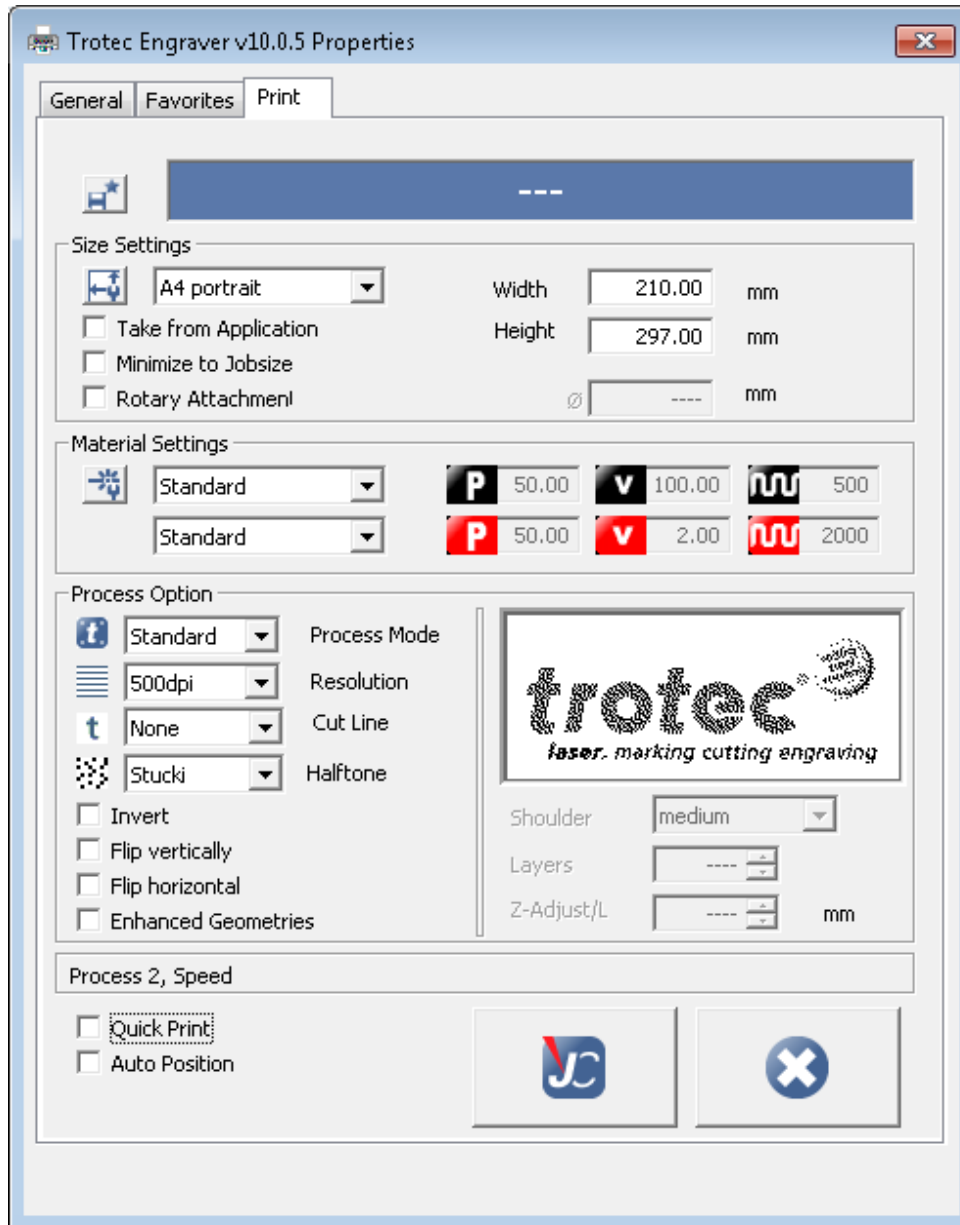 Trotec Engraver v10.0.5 Properties
General Favorites Print
---
Size Settings
A4 portrait Width 210.00 mm
Take from Application Height 297.00 mm
Minimize to Jobsize
Rotary Attachment Ø ---- mm
Material Settings
Standard P 50.00 v 100.00 500
Standard P 50.00 v 2.00 2000
Process Option
t Standard Process Mode
500dpi Resolution
t None Cut Line
Stucki Halftone
trotec®
laser. marking cutting engraving
Invert
Flip vertically
Flip horizontal
Enhanced Geometries
Shoulder medium
Layers ----
Z-Adjust/L ---- mm
Process 2, Speed
Quick Print
Auto Position
JC